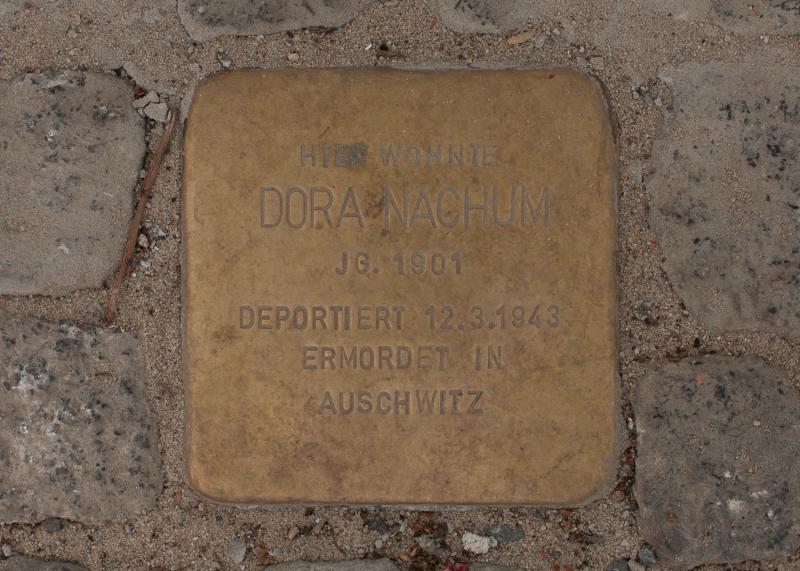 HIER WOHNTE
DORA NACHUM
JG. 1901
DEPORTIERT 12.3.1943
ERMORDET IN
AUSCHWITZ